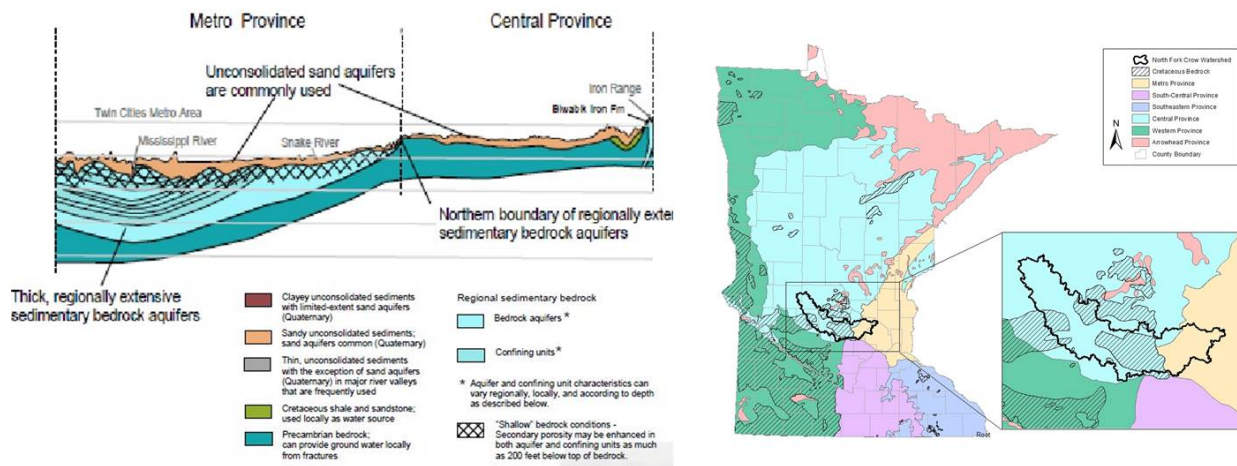 Metro Province
Central Province
Unconsolidated sand aquifers
are commonly used
Iron Range
Biwabik Iron Fm
Twin Cities Metro Area
Mississippi River
Snake River
Northern boundary of regionally exten
sedimentary bedrock aquifers
Thick, regionally extensive
sedimentary bedrock aquifers
Clayey unconsolidated sediments
with limited-extent sand aquifers
(Quaternary)
Sandy unconsolidated sediments;
sand aquifers common (Quaternary)
Thin, unconsolidated sediments
with the exception of sand aquifers
(Quaternary) in major river valleys
that are frequently used
Cretaceous shale and sandstone;
used locally as water source
Precambrian bedrock;
can provide ground water locally
from fractures
Regional sedimentary bedrock
Bedrock aquifers *
Confining units *
* Aquifer and confining unit characteristics can
vary regionally, locally, and according to depth
as described below.
"Shallow" bedrock conditions -
Secondary porosity may be enhanced in
both aquifer and confining units as much
as 200 feet below top of bedrock.
North Fork Crow Watershed
Cretaceous Bedrock
Metro Province
South-Central Province
Southeastern Province
Central Province
Western Province
Arrowhead Province
County Boundary
N
Root